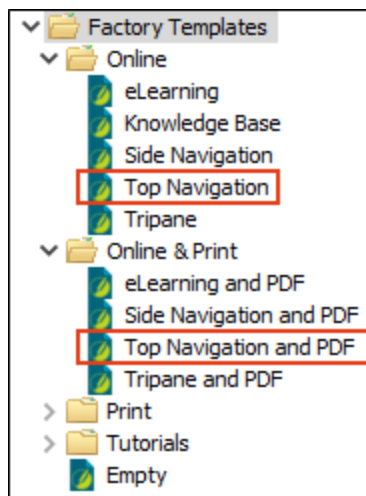 Factory Templates
Online
eLearning
Knowledge Base
Side Navigation
Top Navigation
Tripane
Online & Print
eLearning and PDF
Side Navigation and PDF
Top Navigation and PDF
Tripane and PDF
Print
Tutorials
Empty